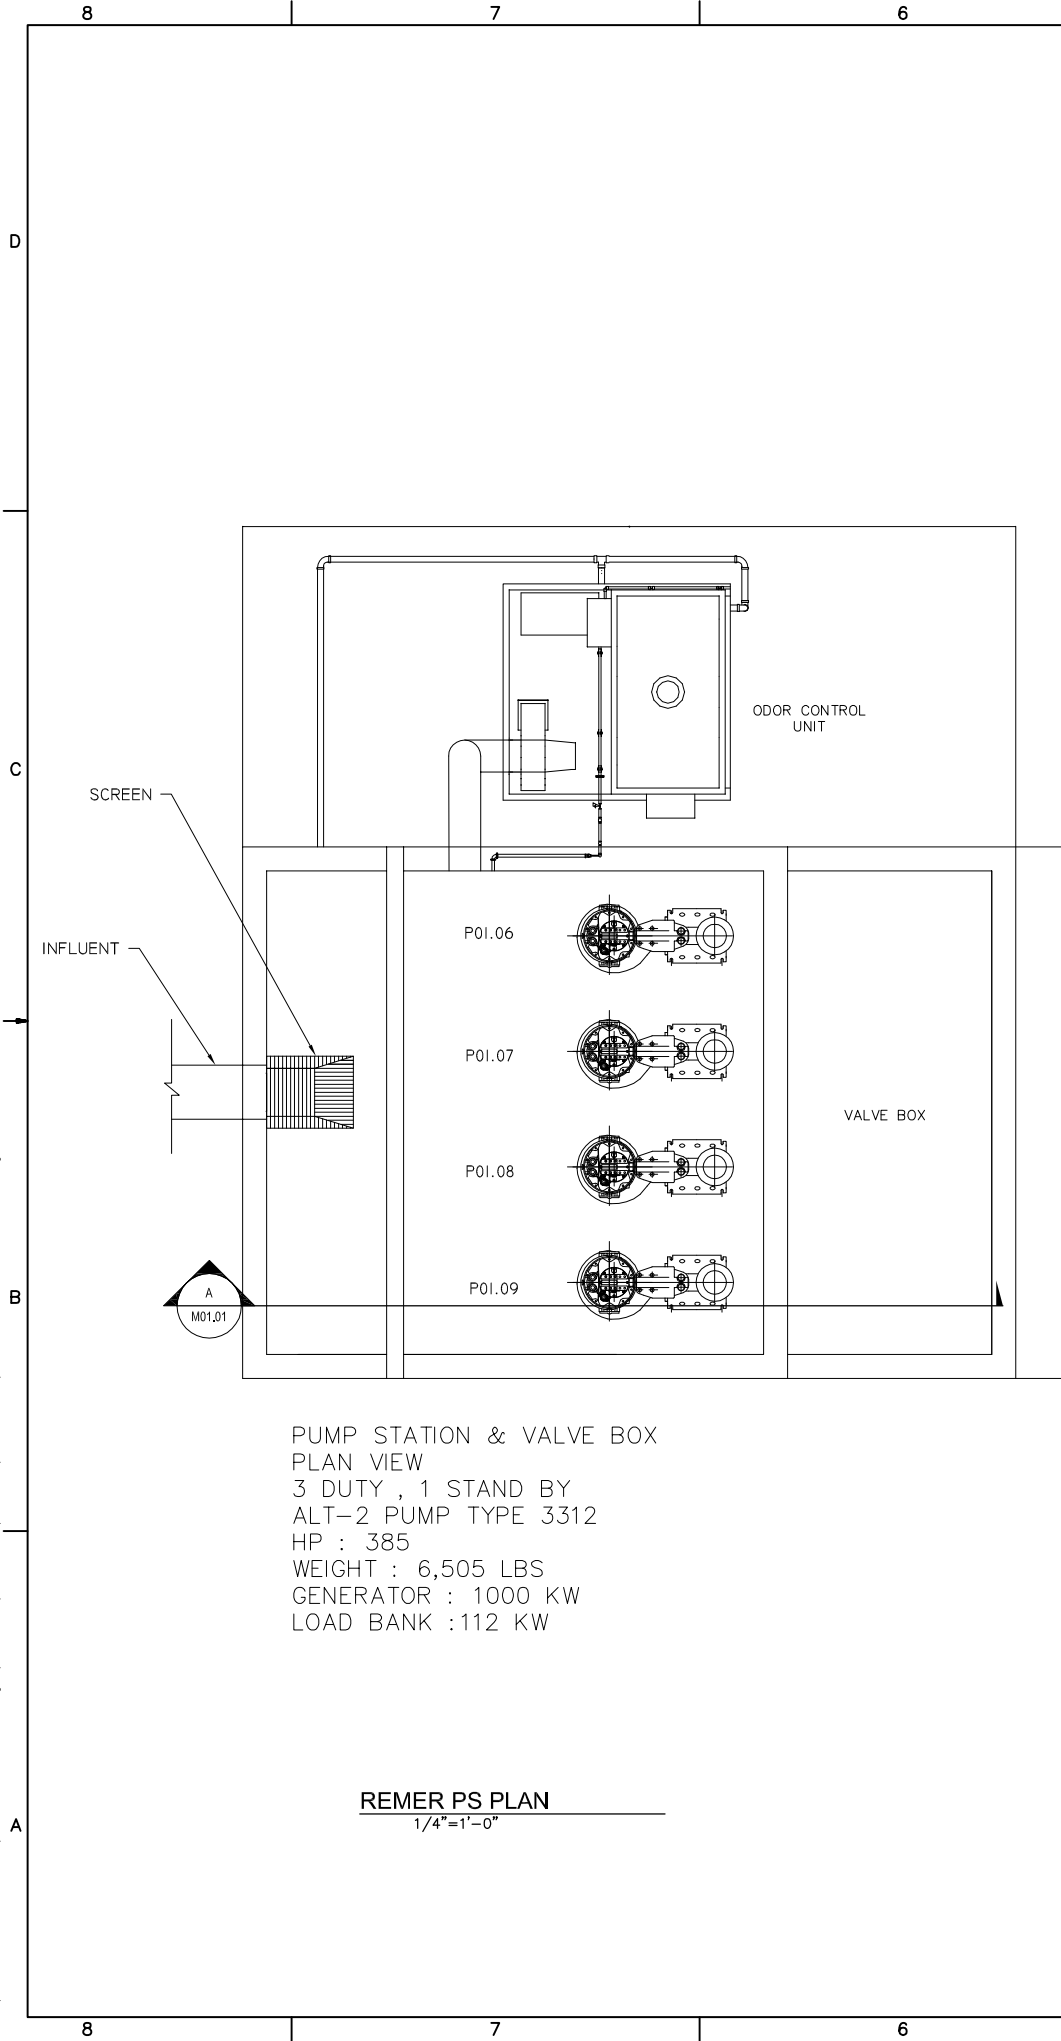 8
7
6
D
ODOR CONTROL
UNIT
C
SCREEN
P01.06
INFLUENT
P01.07
VALVE BOX
P01.08
P01.09
B
A
M01.01
PUMP STATION & VALVE BOX
PLAN VIEW
3 DUTY , 1 STAND BY
ALT-2 PUMP TYPE 3312
HP : 385
WEIGHT : 6,505 LBS
GENERATOR : 1000 KW
LOAD BANK :112 KW
REMER PS PLAN
1/4"=1'-0"
A
8
7
6